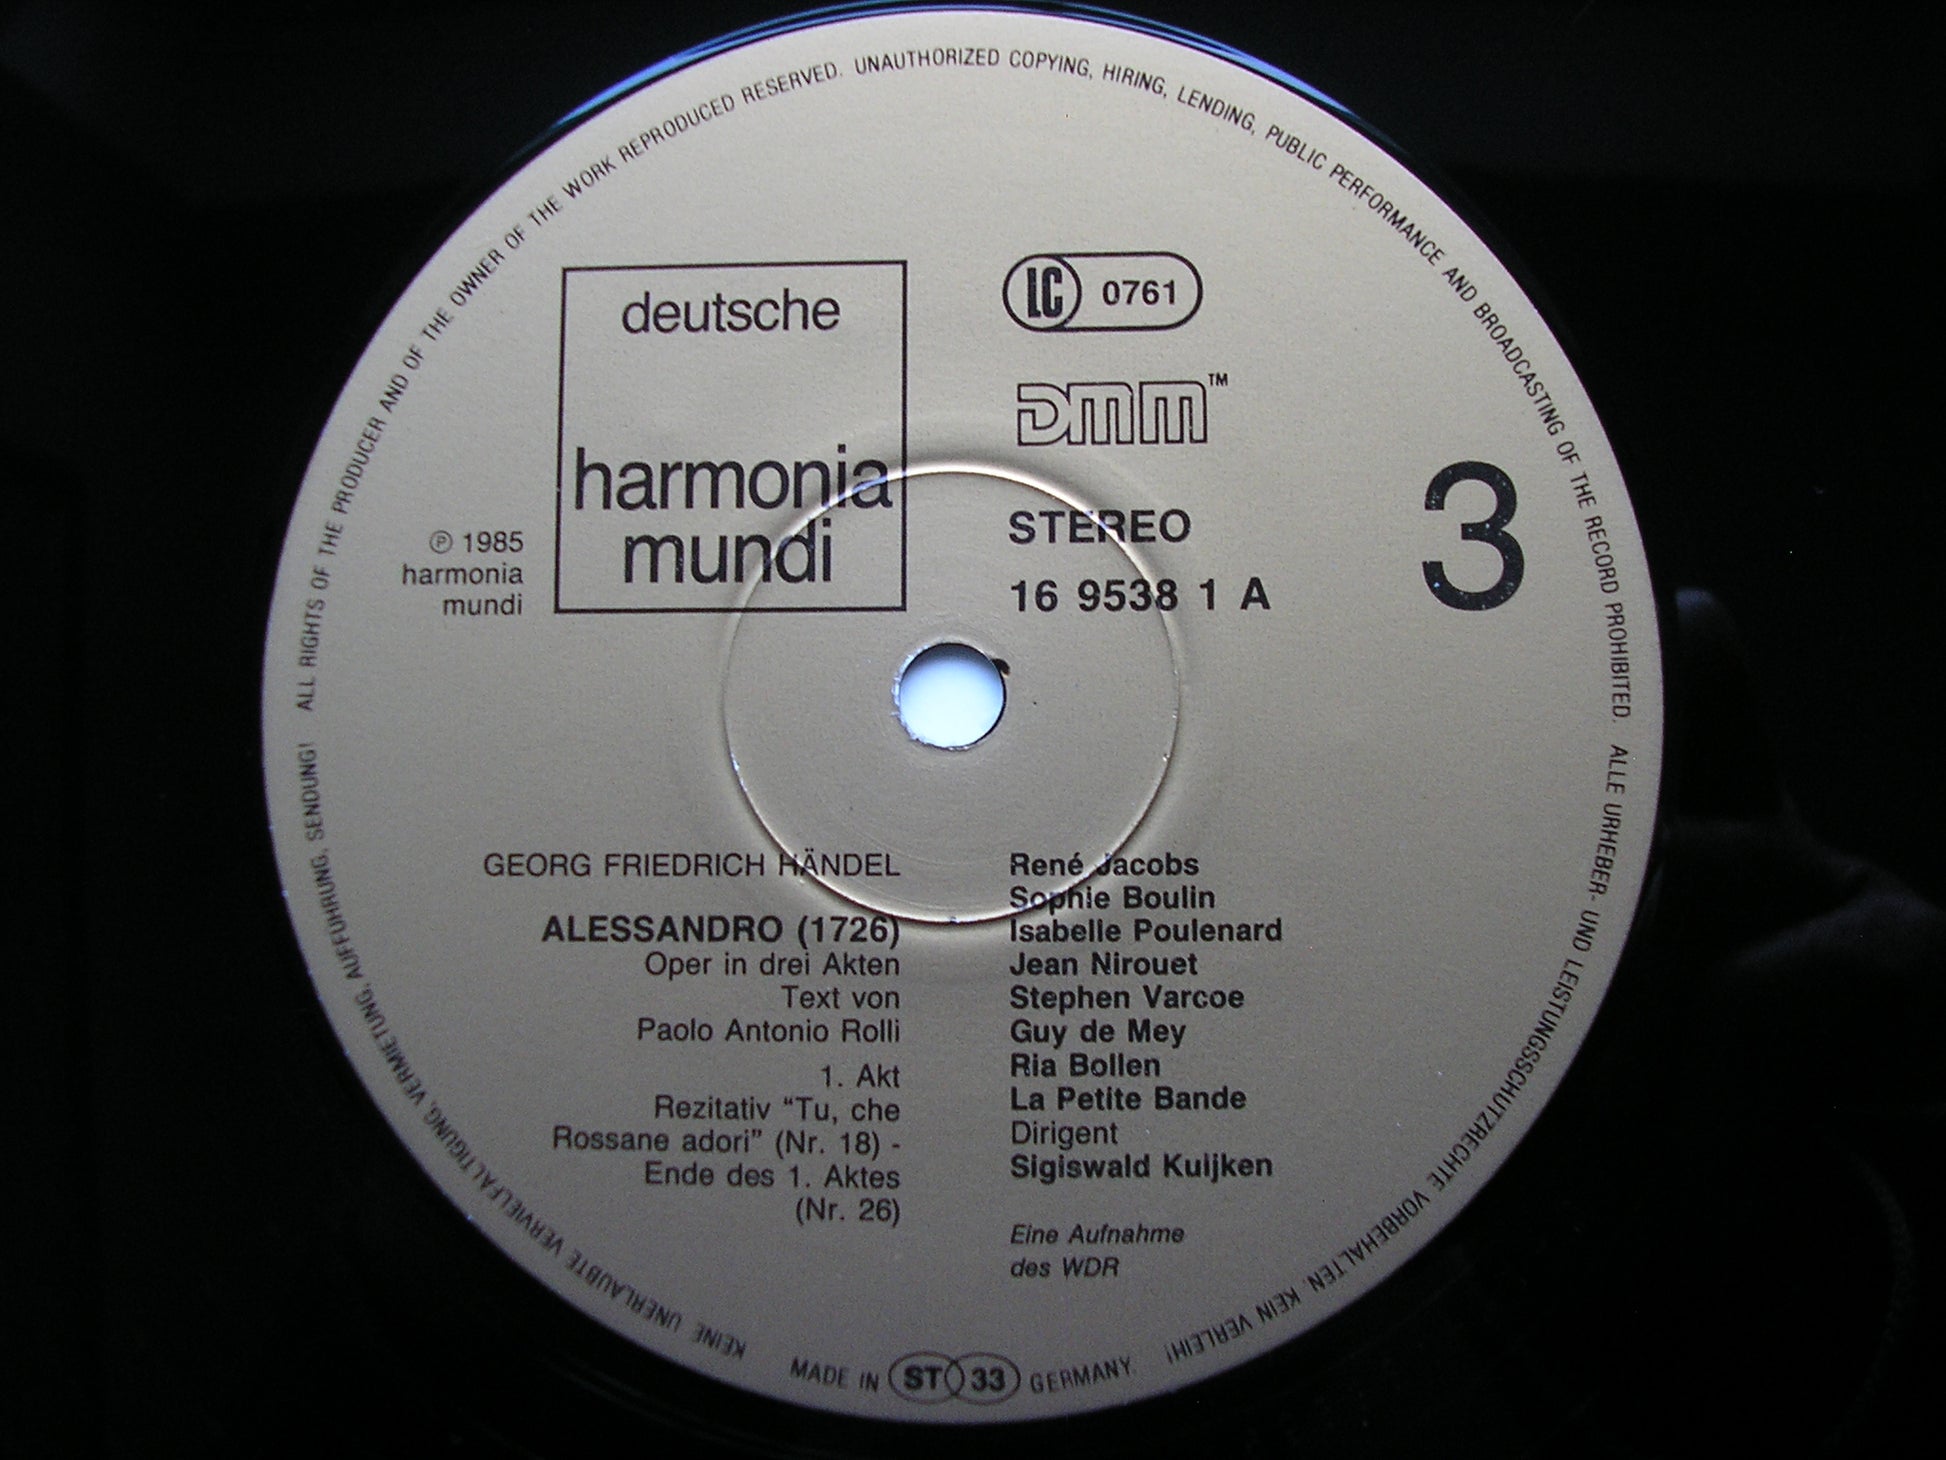 ALL RIGHTS OF THE PRODUCER AND OF THE OWNER OF THE WORK REPRODUCED RESERVED. UNAUTHORIZED COPYING, HIRING, LENDING, PUBLIC PERFORMANCE AND BROADCASTING OF THE RECORD PROHIBITED.
ALLE URHEBER- UND LEISTUNGSSCHUTZRECHTE VORBEHALTEN. KEIN VERLEIH!
KEINE UNERLAUBTE VERVIELFÄLTIGUNG, VERMIETUNG, AUFFÜHRUNG, SENDUNG!
deutsche
harmonia
mundi
℗ 1985
harmonia
mundi
LC 0761
DMM™
STEREO
16 9538 1 A
3
GEORG FRIEDRICH HÄNDEL
ALESSANDRO (1726)
Oper in drei Akten
Text von
Paolo Antonio Rolli
1. Akt
Rezitativ “Tu, che
Rossane adori” (Nr. 18) -
Ende des 1. Aktes
(Nr. 26)
René Jacobs
Sophie Boulin
Isabelle Poulenard
Jean Nirouet
Stephen Varcoe
Guy de Mey
Ria Bollen
La Petite Bande
Dirigent
Sigiswald Kuijken
Eine Aufnahme
des WDR
MADE IN ST 33 GERMANY.